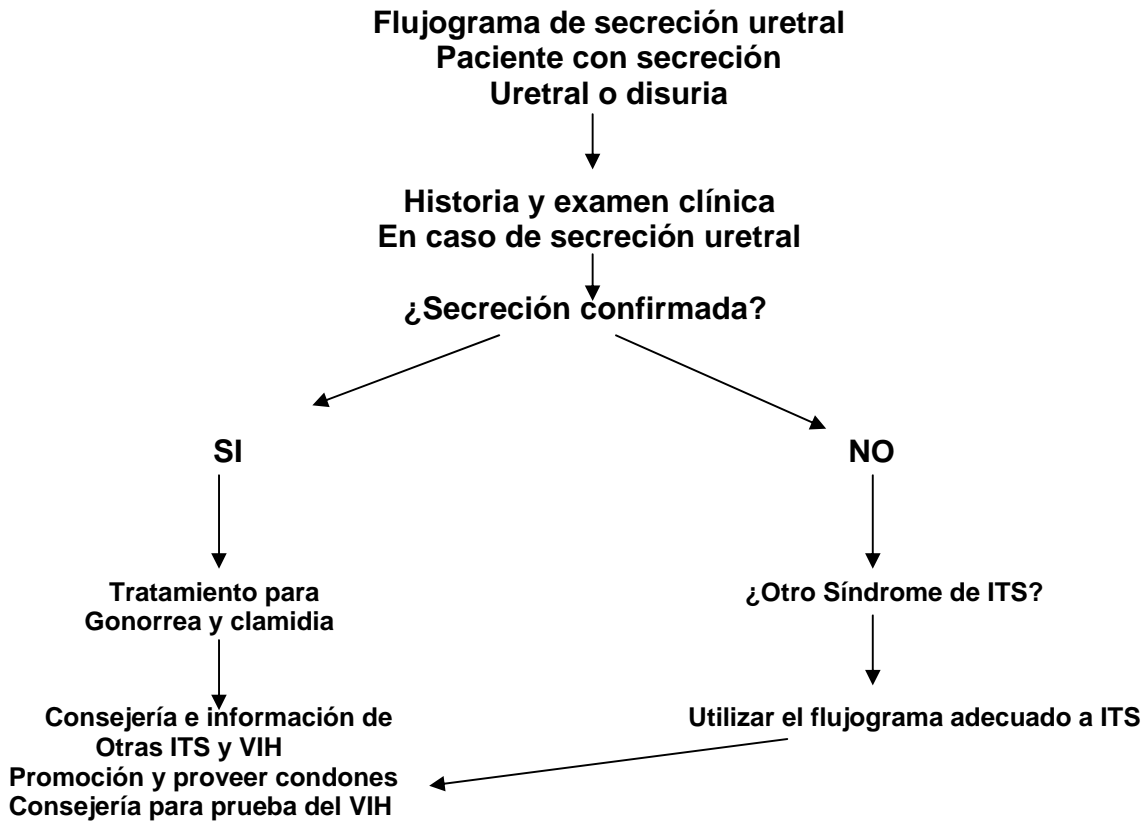 Flujograma de secreción uretral
Paciente con secreción
Uretral o disuria
Historia y examen clínica
En caso de secreción uretral
¿Secreción confirmada?
SI
NO
Tratamiento para
Gonorrea y clamidia
¿Otro Síndrome de ITS?
Consejería e información de
Otras ITS y VIH
Promoción y proveer condones
Consejería para prueba del VIH
Utilizar el flujograma adecuado a ITS